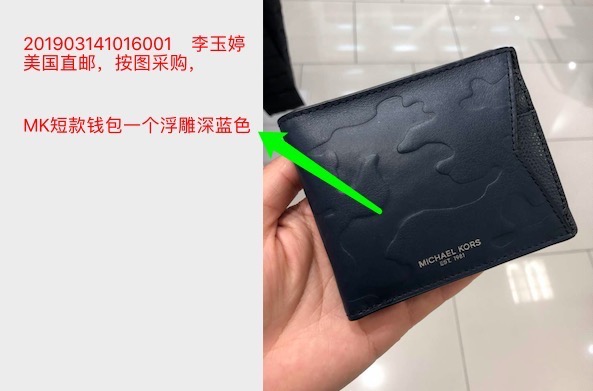 201903141016001 李玉婷
美国直邮，按图采购，
MK短款钱包一个浮雕深蓝色
MICHAEL KORS
EST. 1981